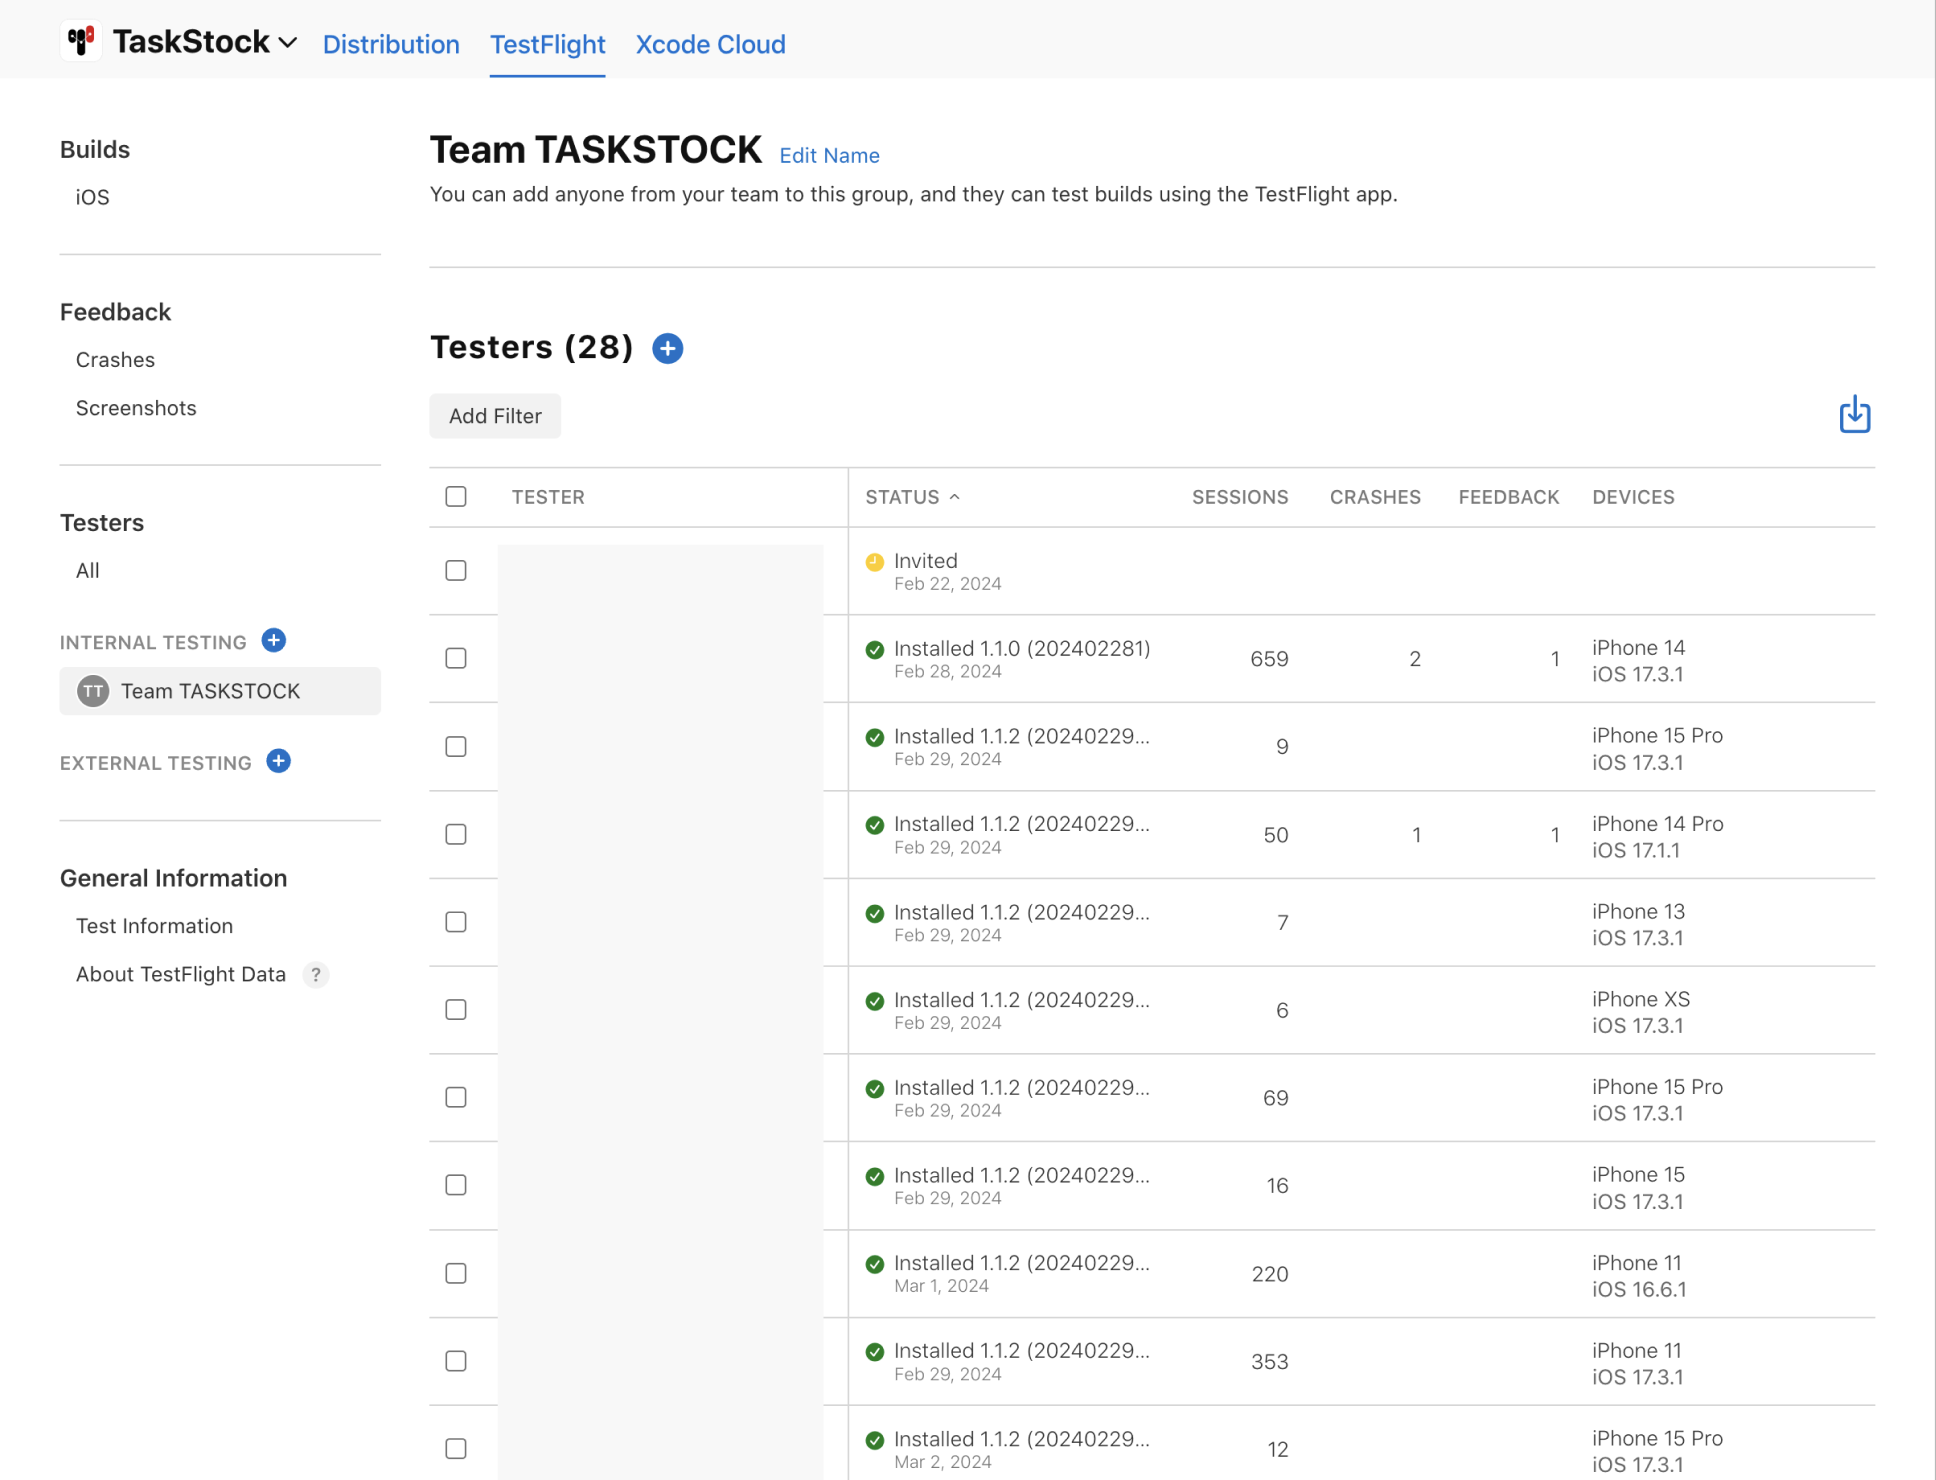 TaskStock Distribution TestFlight Xcode Cloud
Builds
iOS
Feedback
Crashes
Screenshots
Testers
All
INTERNAL TESTING
TT Team TASKSTOCK
EXTERNAL TESTING
General Information
Test Information
About TestFlight Data ?
Team TASKSTOCK Edit Name
You can add anyone from your team to this group, and they can test builds using the TestFlight app.
Testers (28)
Add Filter
TESTER STATUS SESSIONS CRASHES FEEDBACK DEVICES
Invited
Feb 22, 2024
Installed 1.1.0 (202402281) 659 2 1 iPhone 14
Feb 28, 2024 iOS 17.3.1
Installed 1.1.2 (20240229... 9 iPhone 15 Pro
Feb 29, 2024 iOS 17.3.1
Installed 1.1.2 (20240229... 50 1 1 iPhone 14 Pro
Feb 29, 2024 iOS 17.1.1
Installed 1.1.2 (20240229... 7 iPhone 13
Feb 29, 2024 iOS 17.3.1
Installed 1.1.2 (20240229... 6 iPhone XS
Feb 29, 2024 iOS 17.3.1
Installed 1.1.2 (20240229... 69 iPhone 15 Pro
Feb 29, 2024 iOS 17.3.1
Installed 1.1.2 (20240229... 16 iPhone 15
Feb 29, 2024 iOS 17.3.1
Installed 1.1.2 (20240229... 220 iPhone 11
Mar 1, 2024 iOS 16.6.1
Installed 1.1.2 (20240229... 353 iPhone 11
Feb 29, 2024 iOS 17.3.1
Installed 1.1.2 (20240229... 12 iPhone 15 Pro
Mar 2, 2024 iOS 17.3.1